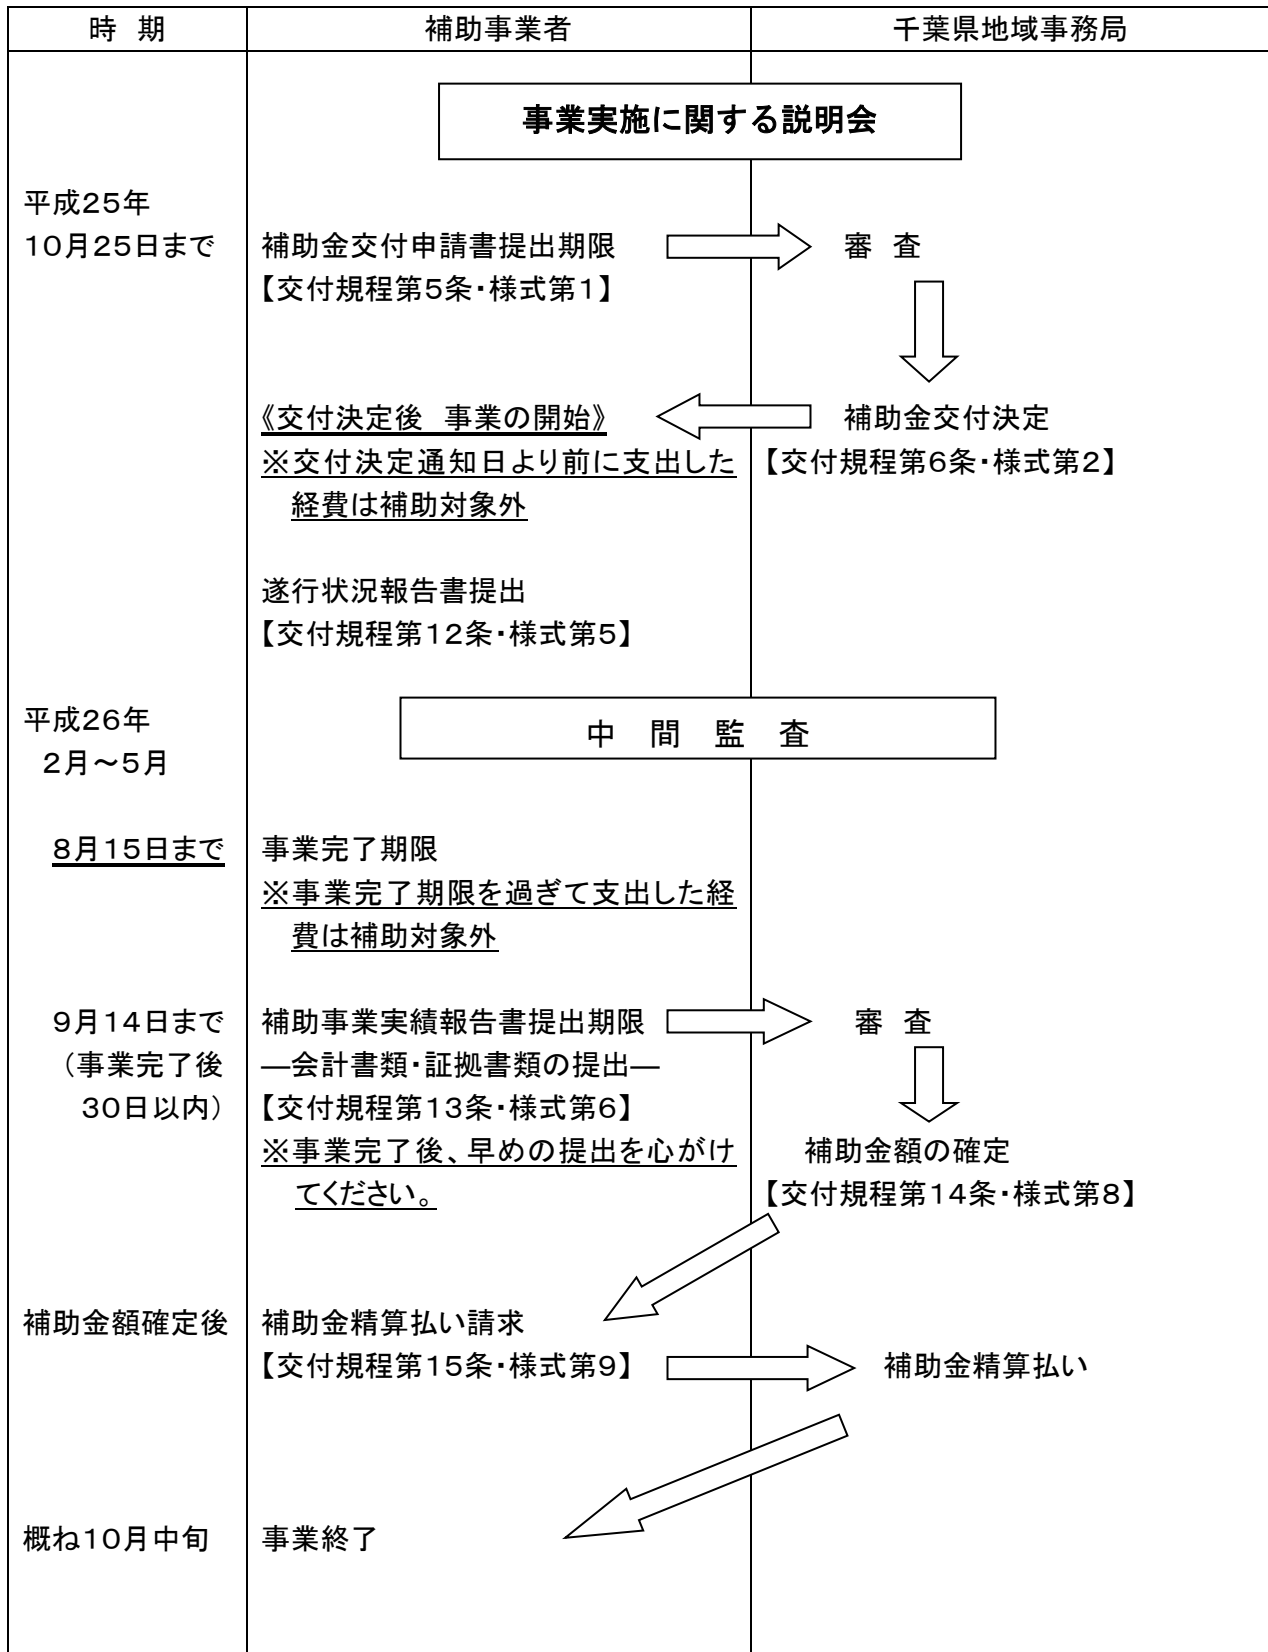 時 期 補助事業者 千葉県地域事務局
事業実施に関する説明会
平成25年
10月25日まで 補助金交付申請書提出期限 審 査
【交付規程第5条・様式第1】
《交付決定後 事業の開始》 補助金交付決定
※交付決定通知日より前に支出した 【交付規程第6条・様式第2】
経費は補助対象外
遂行状況報告書提出
【交付規程第12条・様式第5】
平成26年 中 間 監 査
2月～5月
8月15日まで 事業完了期限
※事業完了期限を過ぎて支出した経
費は補助対象外
9月14日まで 補助事業実績報告書提出期限 審 査
（事業完了後 ―会計書類・証拠書類の提出―
30日以内） 【交付規程第13条・様式第6】
※事業完了後、早めの提出を心がけ 補助金額の確定
てください。 【交付規程第14条・様式第8】
補助金額確定後 補助金精算払い請求
【交付規程第15条・様式第9】 補助金精算払い
概ね10月中旬 事業終了